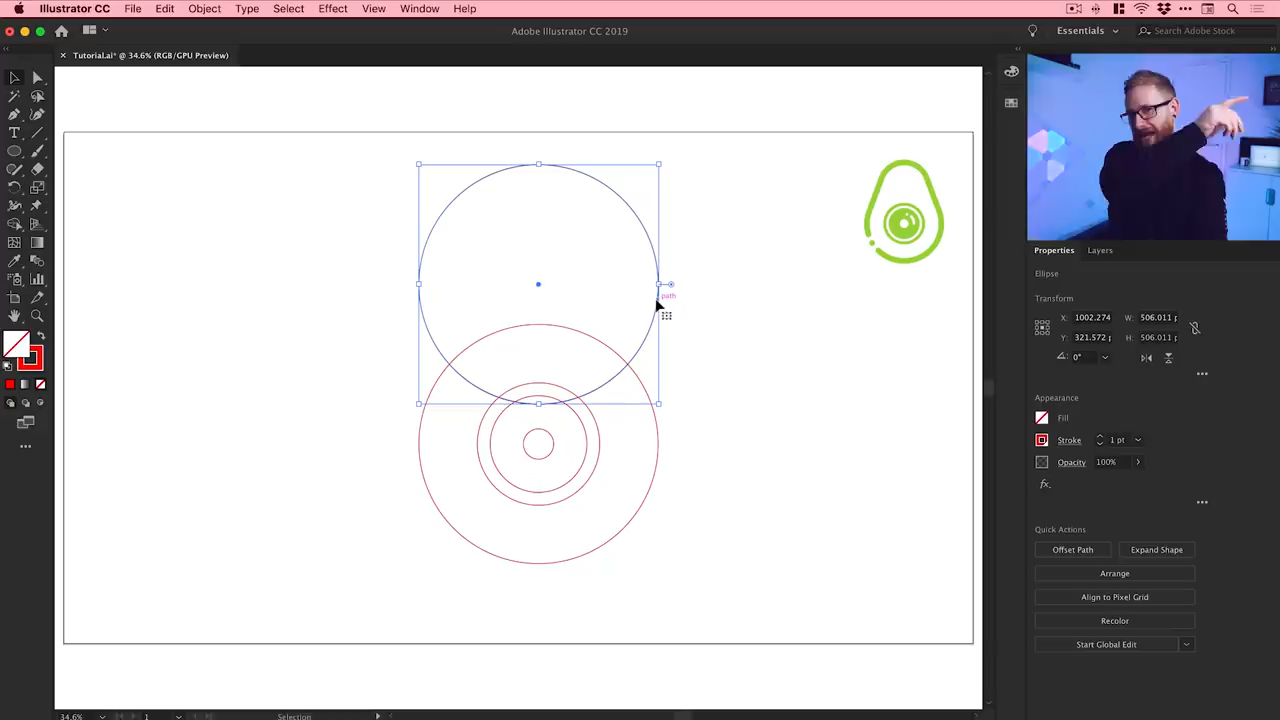 Illustrator CC File Edit Object Type Select Effect View Window Help
Adobe Illustrator CC 2019
Essentials
Search Adobe Stock
× Tutorial.ai* @ 34.6% (RGB/GPU Preview)
path
Properties Layers
Ellipse
Transform
X: 1002.274 W: 506.011 p
Y: 321.572 p H: 506.011 p
0°
Appearance
Fill
Stroke 1 pt
Opacity 100%
fx.
Quick Actions
Offset Path Expand Shape
Arrange
Align to Pixel Grid
Recolor
Start Global Edit
34.6% 1 Selection